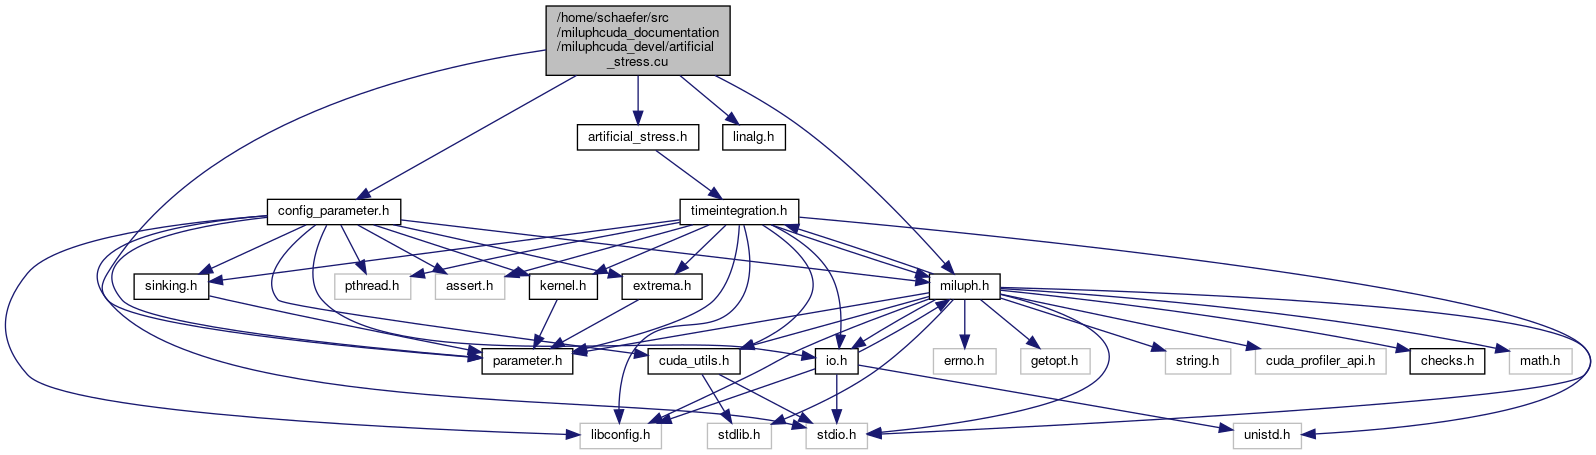 /home/schaefer/src
/miluphcuda_documentation
/miluphcuda_devel/artificial
_stress.cu
artificial_stress.h
linalg.h
config_parameter.h
timeintegration.h
sinking.h
pthread.h
assert.h
kernel.h
extrema.h
miluph.h
parameter.h
cuda_utils.h
io.h
errno.h
getopt.h
string.h
cuda_profiler_api.h
checks.h
math.h
libconfig.h
stdlib.h
stdio.h
unistd.h